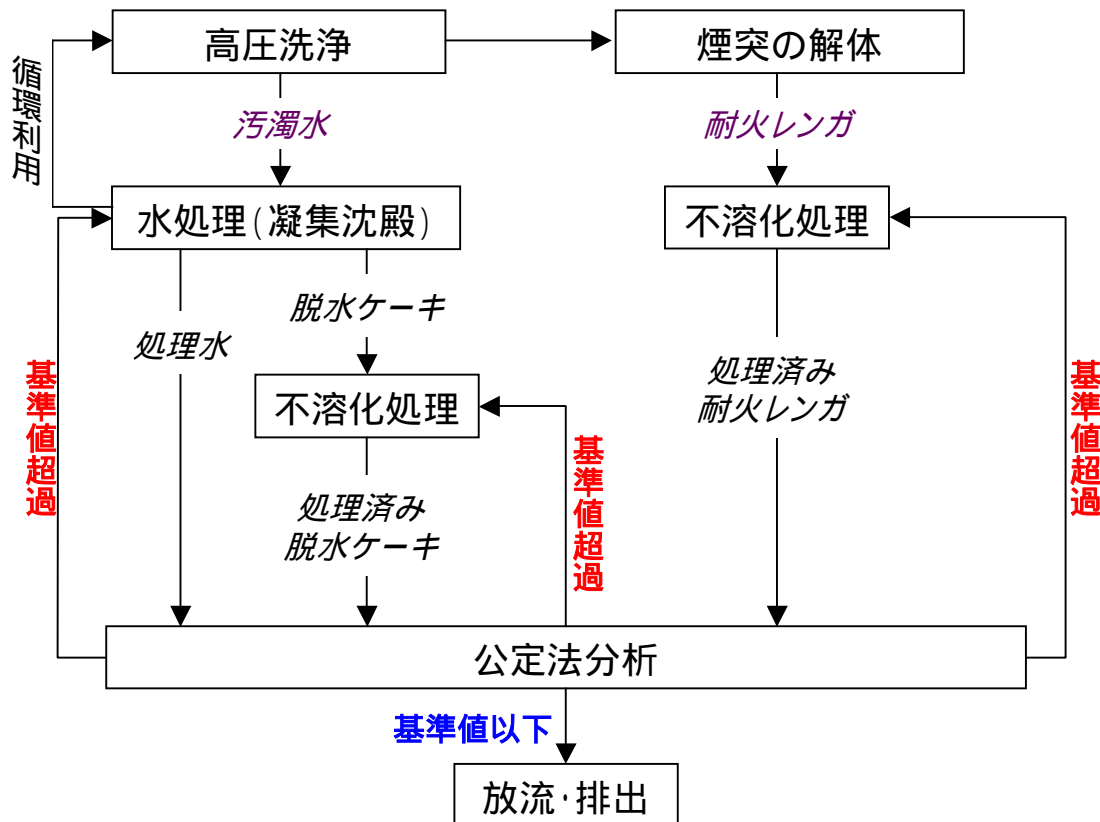 高圧洗浄
煙突の解体
循環利用
汚濁水
耐火レンガ
水処理(凝集沈殿)
不溶化処理
脱水ケーキ
処理水
処理済み
耐火レンガ
基準値超過
不溶化処理
基準値超過
基準値超過
処理済み
脱水ケーキ
公定法分析
基準値以下
放流・排出